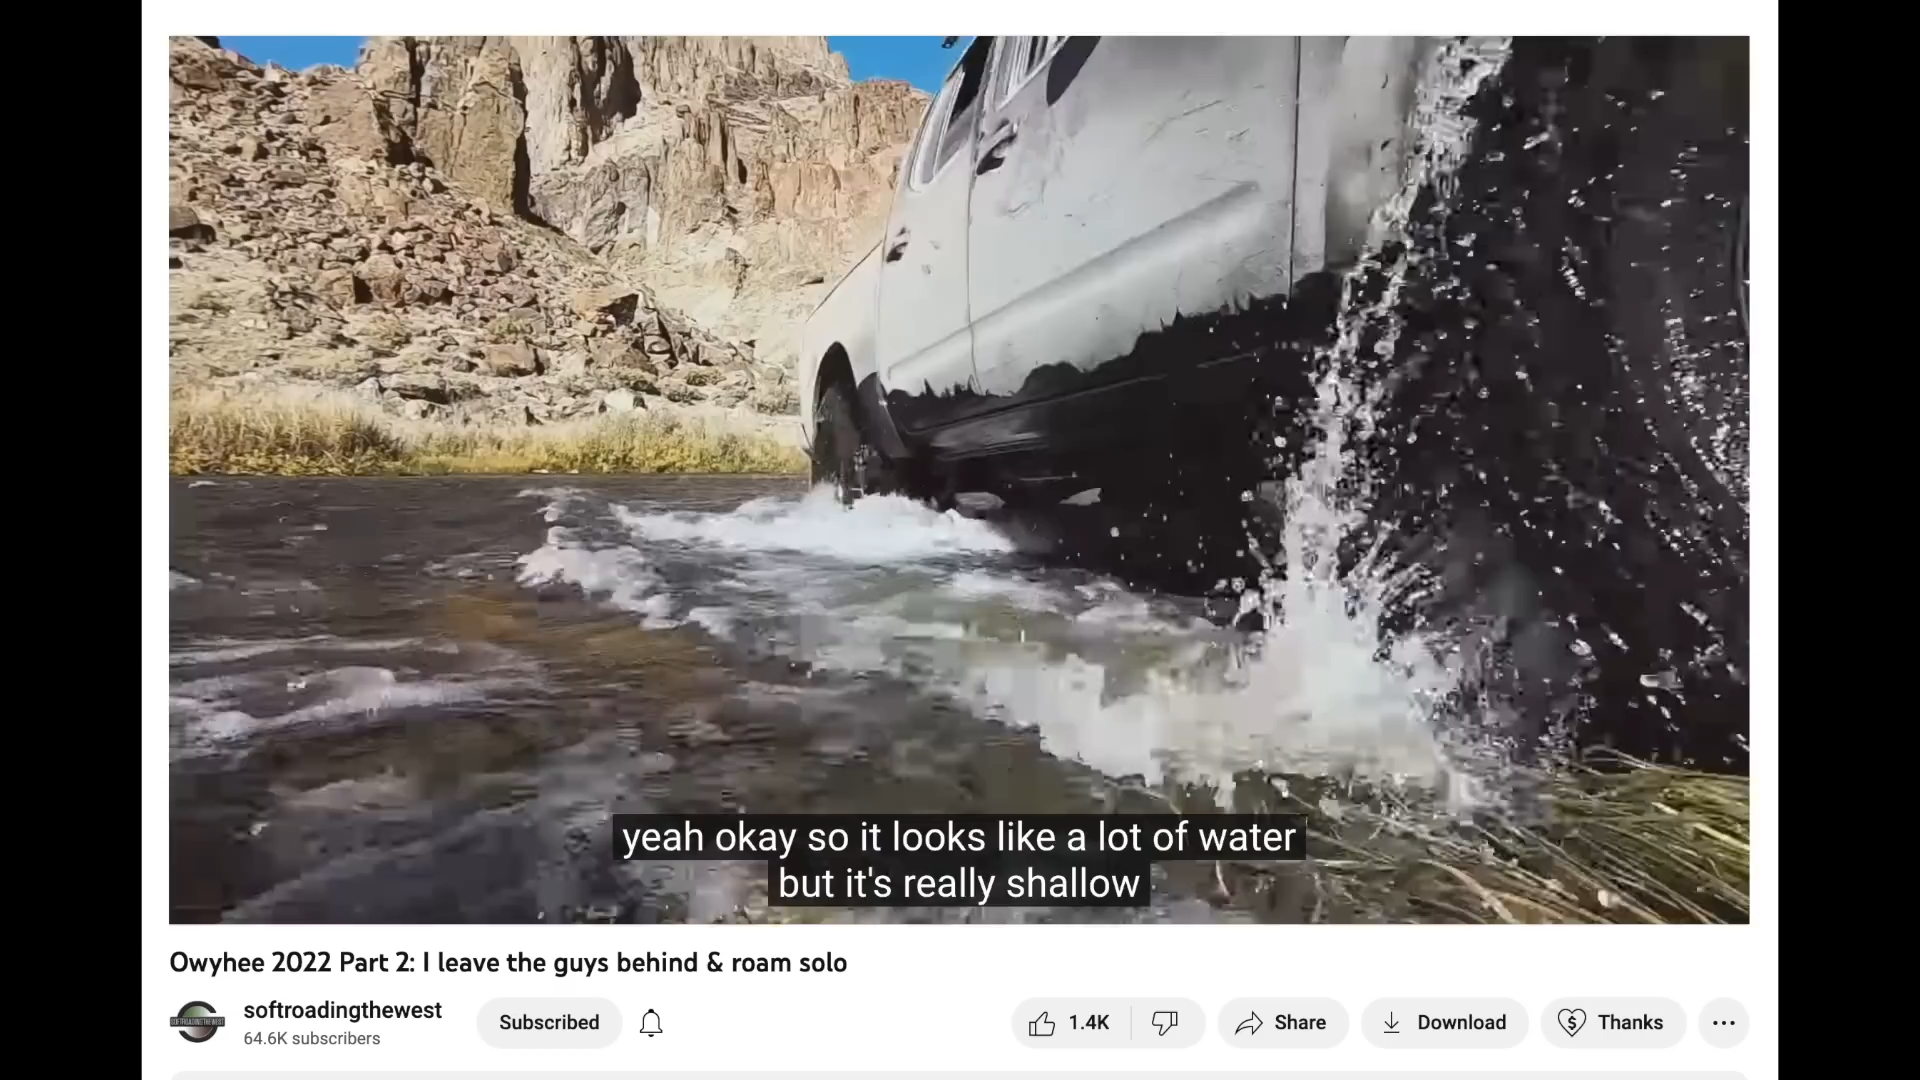 yeah okay so it looks like a lot of water
but it's really shallow
Owyhee 2022 Part 2: I leave the guys behind & roam solo
softroadingthewest
64.6K subscribers
Subscribed
1.4K
Share
Download
Thanks
SOFTROADINGTHEWEST